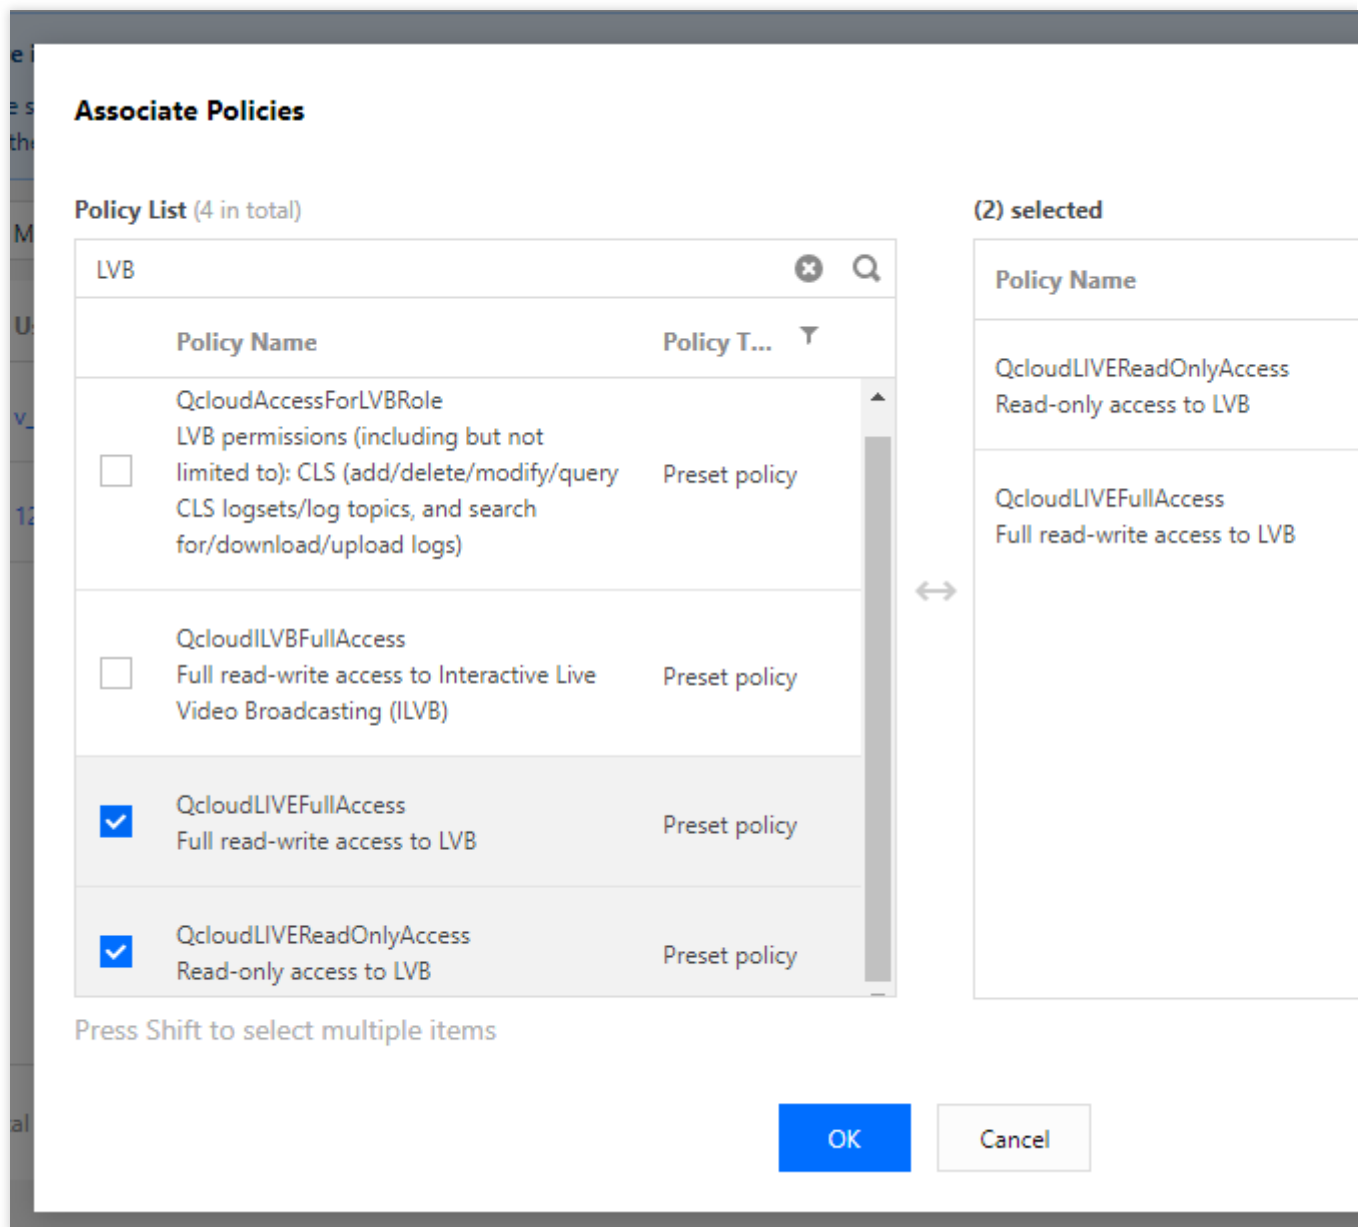 Associate Policies
Policy List (4 in total)
(2) selected
LVB
Policy Name
Policy T...
QcloudAccessForLVBRole
LVB permissions (including but not
limited to): CLS (add/delete/modify/query
CLS logsets/log topics, and search
for/download/upload logs)
Preset policy
QcloudILVBFullAccess
Full read-write access to Interactive Live
Video Broadcasting (ILVB)
Preset policy
QcloudLIVEFullAccess
Full read-write access to LVB
Preset policy
QcloudLIVEReadOnlyAccess
Read-only access to LVB
Preset policy
Policy Name
QcloudLIVEReadOnlyAccess
Read-only access to LVB
QcloudLIVEFullAccess
Full read-write access to LVB
Press Shift to select multiple items
OK
Cancel